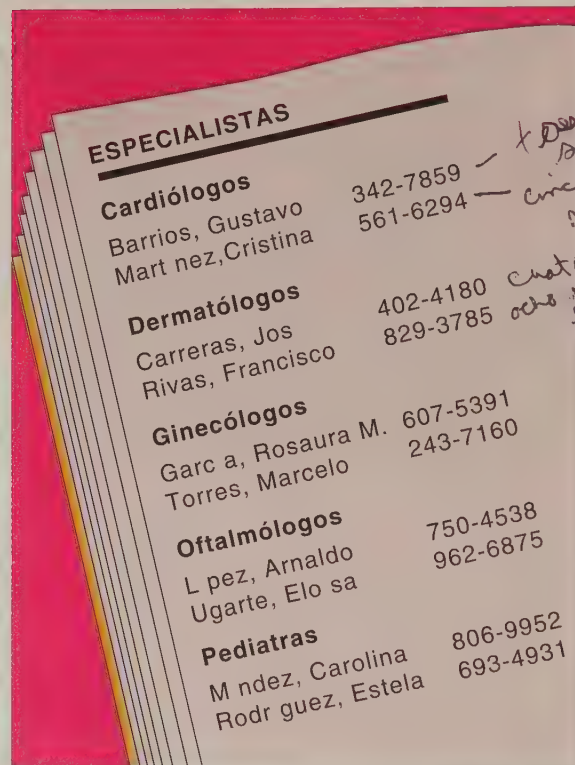 ESPECIALISTAS
Cardiólogos
Barrios, Gustavo 342-7859
Mart nez,Cristina 561-6294
Dermatólogos
Carreras, Jos 402-4180
Rivas, Francisco 829-3785 ocho
Ginecólogos
Garc a, Rosaura M. 607-5391
Torres, Marcelo 243-7160
Oftalmólogos
L pez, Arnaldo 750-4538
Ugarte, Elo sa 962-6875
Pediatras
M ndez, Carolina 806-9952
Rodr guez, Estela 693-4931